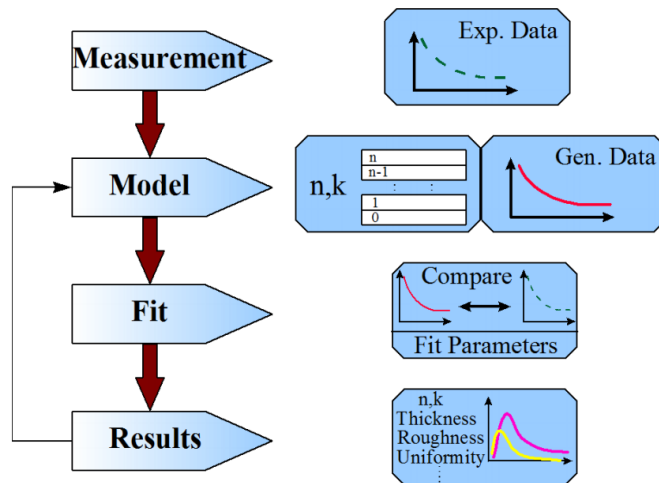 Measurement
Exp. Data
Model
n,k
n
n-1
: :
1
0
Gen. Data
Fit
Compare
Fit Parameters
Results
n,k
Thickness
Roughness
Uniformity
: